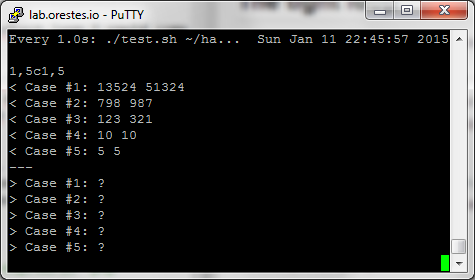 lab.orestes.io - PuTTY
Every 1.0s: ./test.sh ~/ha...  Sun Jan 11 22:45:57 2015
1,5c1,5
< Case #1: 13524 51324
< Case #2: 798 987
< Case #3: 123 321
< Case #4: 10 10
< Case #5: 5 5
---
> Case #1: ?
> Case #2: ?
> Case #3: ?
> Case #4: ?
> Case #5: ?